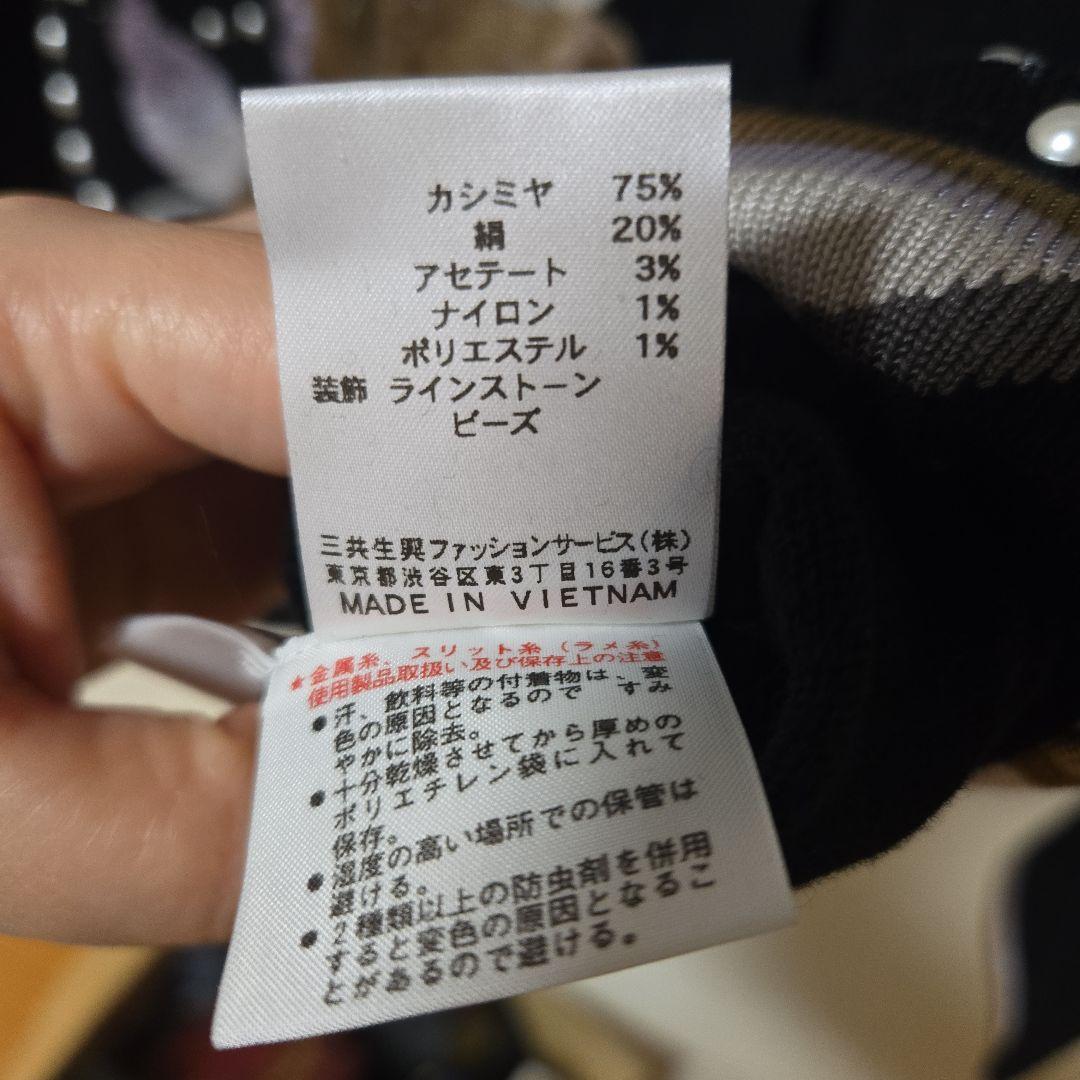 カシミヤ 75%
絹 20%
アセテート 3%
ナイロン 1%
ポリエステル 1%
装飾 ラインストーン
ビーズ
三共生興ファッションサービス(株)
東京都渋谷区東3丁目16番3号
MADE IN VIETNAM
★金属糸、スリット糸(ラメ糸)
使用製品取扱い及び保存上の注意
●汗、飲料等の付着物は、変
色の原因となるので すみ
やかに除去。
●十分乾燥させてから厚めの
ポリエチレン袋に入れて
保存。
●湿度の高い場所での保管は
避ける。
●2種類以上の防虫剤を併用
すると変色の原因となるこ
とがあるので避ける。